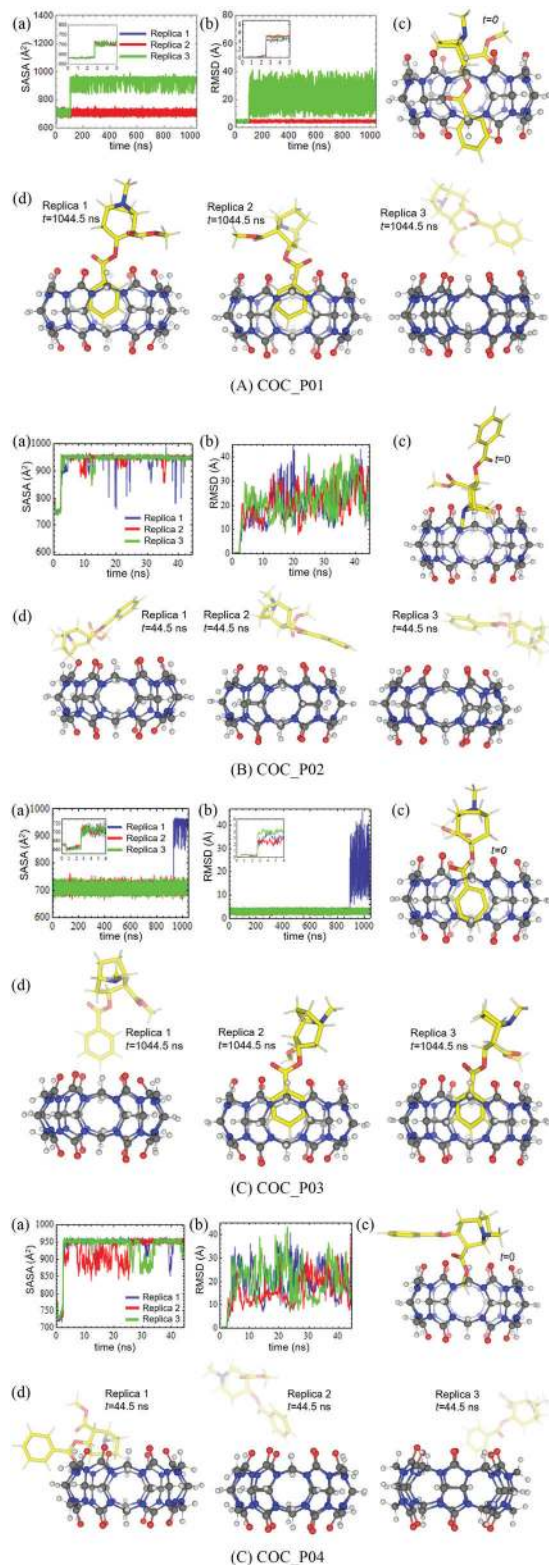 (a)
1400
1200
1000
800
600
SASA (Å²)
Replica 1
Replica 2
Replica 3
0 200 400 600 800 1000
time (ns)
(b)
50
40
30
20
10
0
RMSD (Å)
0 200 400 600 800 1000
time (ns)
(c)
t=0
(d)
Replica 1
t=1044.5 ns
Replica 2
t=1044.5 ns
Replica 3
t=1044.5 ns
(A) COC_P01
(a)
1000
900
800
700
600
SASA (Å²)
Replica 1
Replica 2
Replica 3
0 10 20 30 40
time (ns)
(b)
40
30
20
10
0
RMSD (Å)
0 10 20 30 40
time (ns)
(c)
t=0
(d)
Replica 1
t=44.5 ns
Replica 2
t=44.5 ns
Replica 3
t=44.5 ns
(B) COC_P02
(a)
1000
900
800
700
600
SASA (Å²)
Replica 1
Replica 2
Replica 3
0 200 400 600 800 1000
time (ns)
(b)
40
30
20
10
0
RMSD (Å)
0 200 400 600 800 1000
time (ns)
(c)
t=0
(d)
Replica 1
t=1044.5 ns
Replica 2
t=1044.5 ns
Replica 3
t=1044.5 ns
(C) COC_P03
(a)
1000
950
900
850
800
750
700
SASA (Å²)
Replica 1
Replica 2
Replica 3
0 10 20 30 40
time (ns)
(b)
40
30
20
10
0
RMSD (Å)
0 10 20 30 40
time (ns)
(c)
t=0
(d)
Replica 1
t=44.5 ns
Replica 2
t=44.5 ns
Replica 3
t=44.5 ns
(C) COC_P04